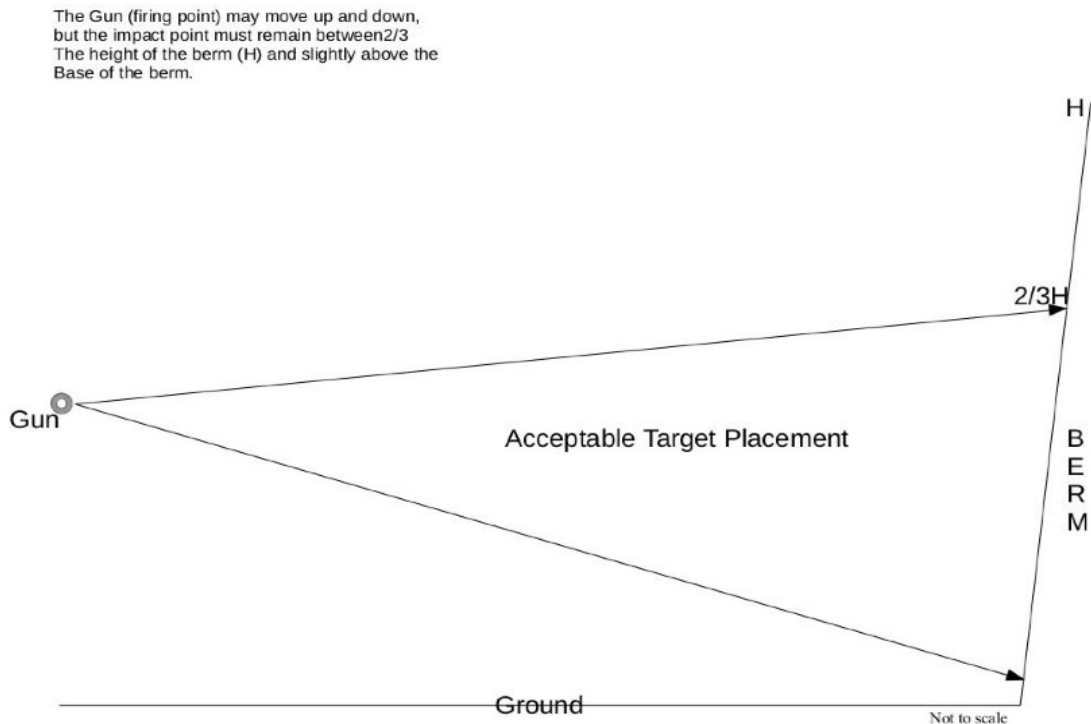 The Gun (firing point) may move up and down,
but the impact point must remain between2/3
The height of the berm (H) and slightly above the
Base of the berm.
H
2/3H
Gun
Acceptable Target Placement
B
E
R
M
Ground
Not to scale